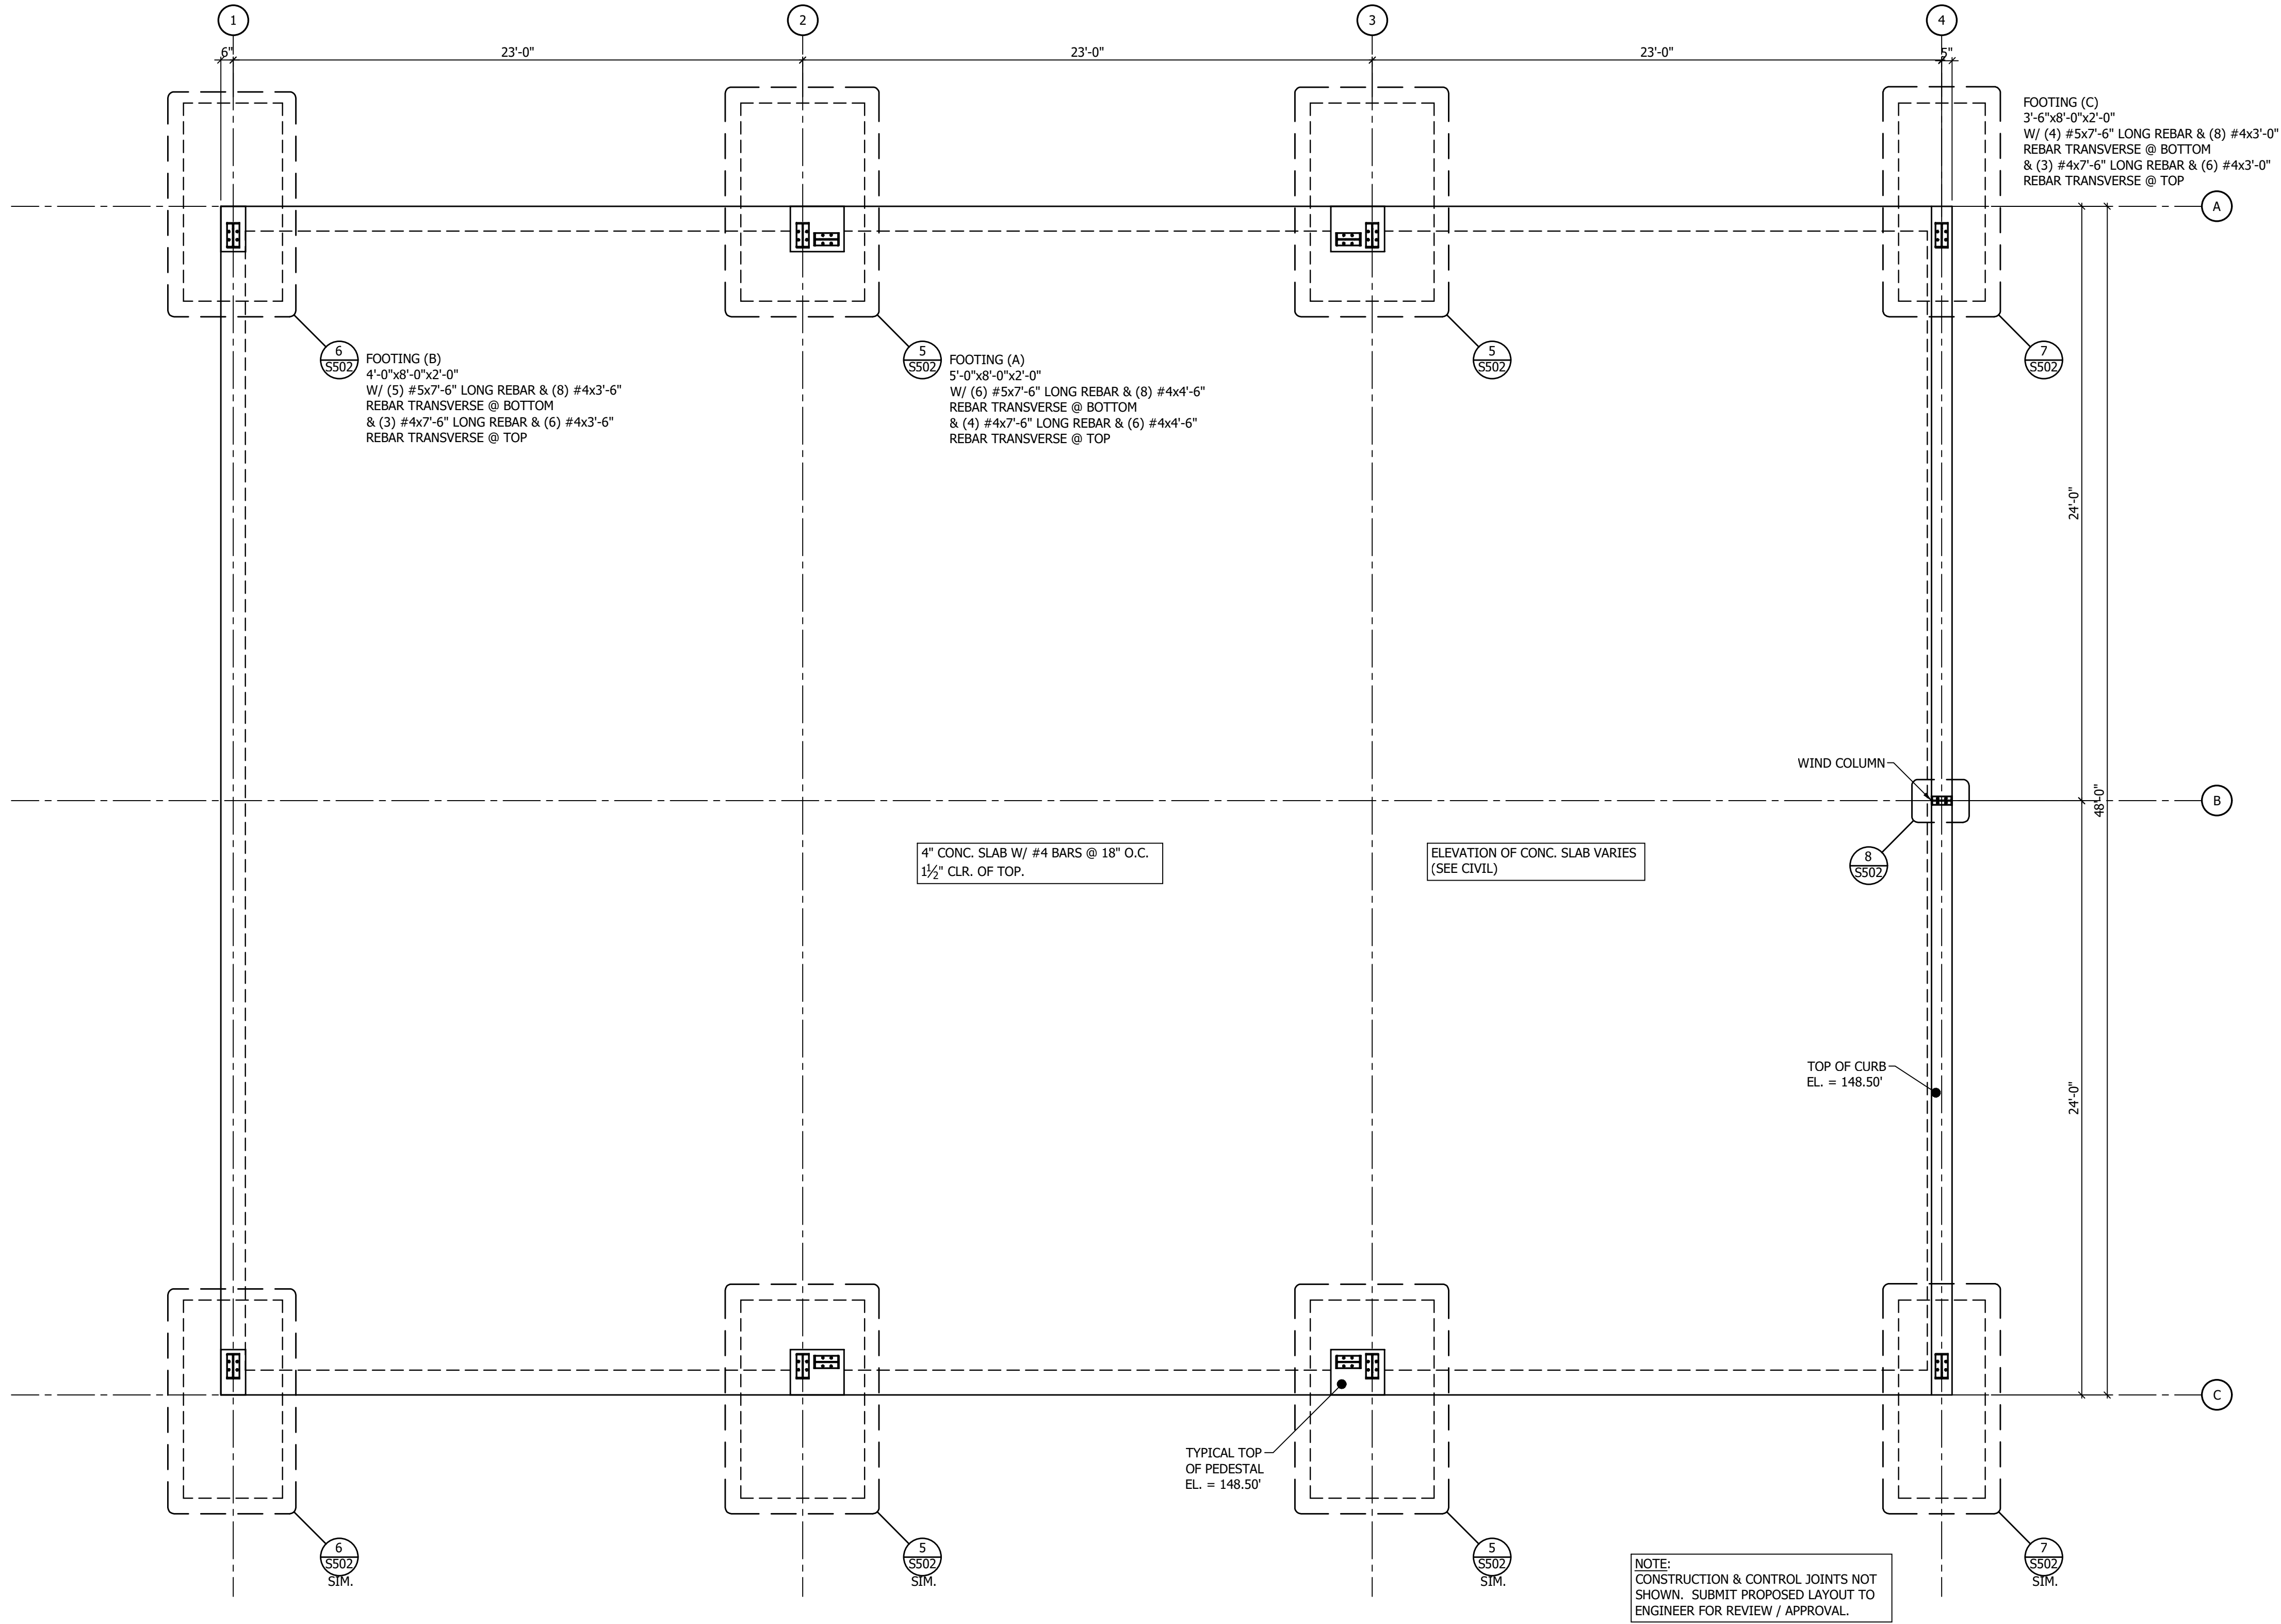 1
2
3
4
6"
23'-0"
23'-0"
23'-0"
5"
FOOTING (C)
3'-6"x8'-0"x2'-0"
W/ (4) #5x7'-6" LONG REBAR & (8) #4x3'-0"
REBAR TRANSVERSE @ BOTTOM
& (3) #4x7'-6" LONG REBAR & (6) #4x3'-0"
REBAR TRANSVERSE @ TOP
A
6
S502
FOOTING (B)
4'-0"x8'-0"x2'-0"
W/ (5) #5x7'-6" LONG REBAR & (8) #4x3'-6"
REBAR TRANSVERSE @ BOTTOM
& (3) #4x7'-6" LONG REBAR & (6) #4x3'-6"
REBAR TRANSVERSE @ TOP
5
S502
FOOTING (A)
5'-0"x8'-0"x2'-0"
W/ (6) #5x7'-6" LONG REBAR & (8) #4x4'-6"
REBAR TRANSVERSE @ BOTTOM
& (4) #4x7'-6" LONG REBAR & (6) #4x4'-6"
REBAR TRANSVERSE @ TOP
5
S502
7
S502
24'-0"
WIND COLUMN
48'-0"
B
4" CONC. SLAB W/ #4 BARS @ 18" O.C.
1½" CLR. OF TOP.
ELEVATION OF CONC. SLAB VARIES
(SEE CIVIL)
8
S502
TOP OF CURB
EL. = 148.50'
24'-0"
C
TYPICAL TOP
OF PEDESTAL
EL. = 148.50'
6
S502
SIM.
5
S502
SIM.
5
S502
SIM.
7
S502
SIM.
NOTE:
CONSTRUCTION & CONTROL JOINTS NOT
SHOWN. SUBMIT PROPOSED LAYOUT TO
ENGINEER FOR REVIEW / APPROVAL.